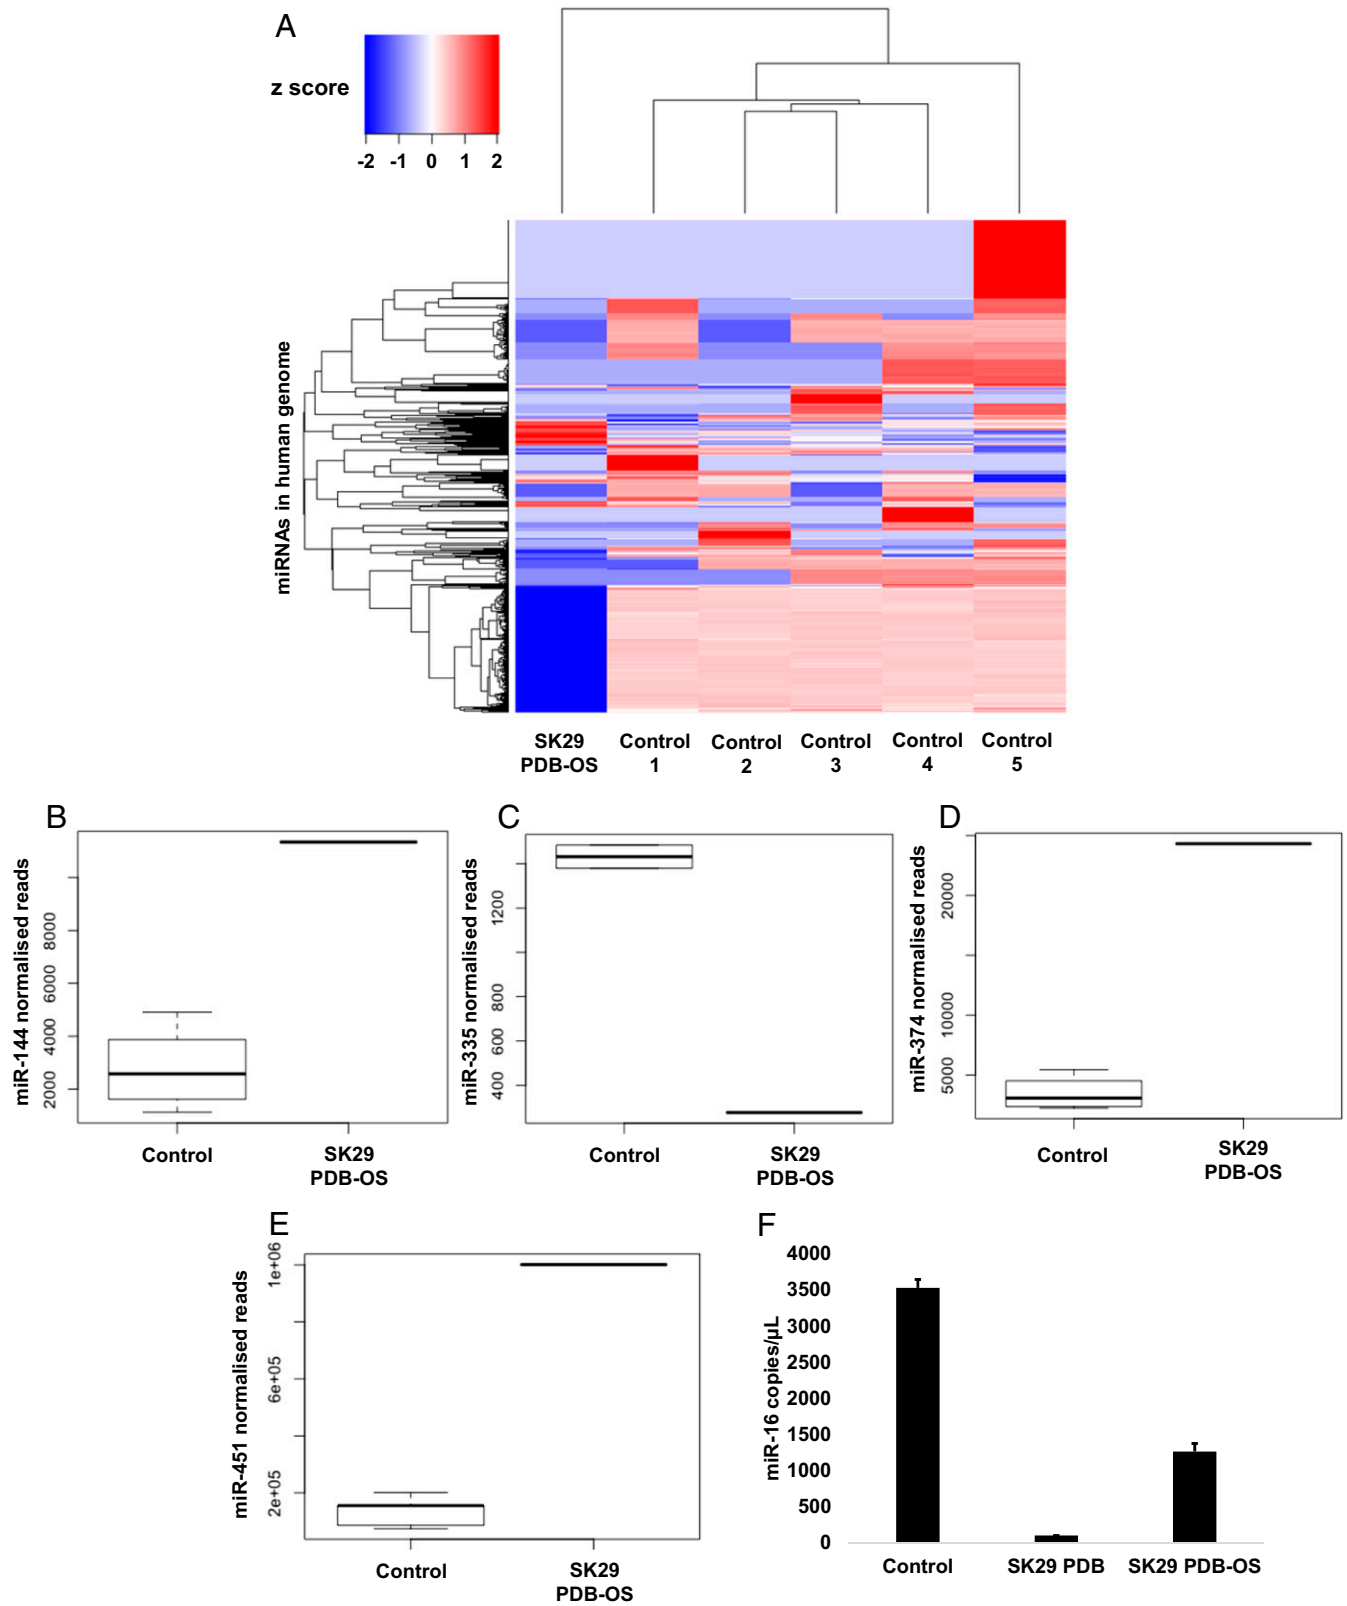 A
z score
-2 -1 0 1 2
miRNAs in human genome
SK29 PDB-OS
Control 1
Control 2
Control 3
Control 4
Control 5
B
miR-144 normalised reads
2000 4000 6000 8000
Control
SK29 PDB-OS
C
miR-335 normalised reads
400 600 800 1200
Control
SK29 PDB-OS
D
miR-374 normalised reads
5000 10000 20000
Control
SK29 PDB-OS
E
miR-451 normalised reads
2e+05 6e+05 1e+06
Control
SK29 PDB-OS
F
miR-16 copies/µL
4000
3500
3000
2500
2000
1500
1000
500
0
Control SK29 PDB SK29 PDB-OS